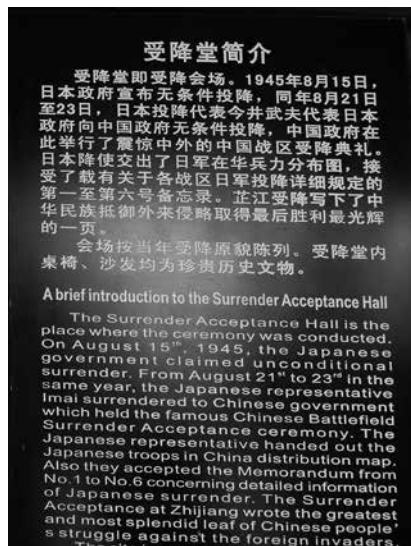 受降堂简介
受降堂即受降会场。1945年8月15日，
日本政府宣布无条件投降，同年8月21日
至23日，日本投降代表今井武夫代表日本
政府向中国政府无条件投降，中国政府在
此举行了震惊中外的中国战区受降典礼。
日本降使交出了日军在华兵力分布图，接
受了载有关于各战区日军投降详细规定的
第一至第六号备忘录。芷江受降写下了中
华民族抵御外来侵略取得最后胜利最光辉
的一页。
会场按当年受降原貌陈列。受降堂内
桌椅、沙发均为珍贵历史文物。
A brief introduction to the Surrender Acceptance Hall
The Surrender Acceptance Hall is the
place where the ceremony was conducted.
On August 15th, 1945, the Japanese
government claimed unconditional
surrender. From August 21st to 23rd in the
same year, the Japanese representative
Imai surrendered to Chinese government
which held the famous Chinese Battlefield
Surrender Acceptance ceremony. The
Japanese representative handed out the
Japanese troops in China distribution map.
Also they accepted the Memorandum from
No.1 to No.6 concerning detailed information
of Japanese surrender. The Surrender
Acceptance at Zhijiang wrote the greatest
and most splendid leaf of Chinese people'
s struggle against the foreign invaders.